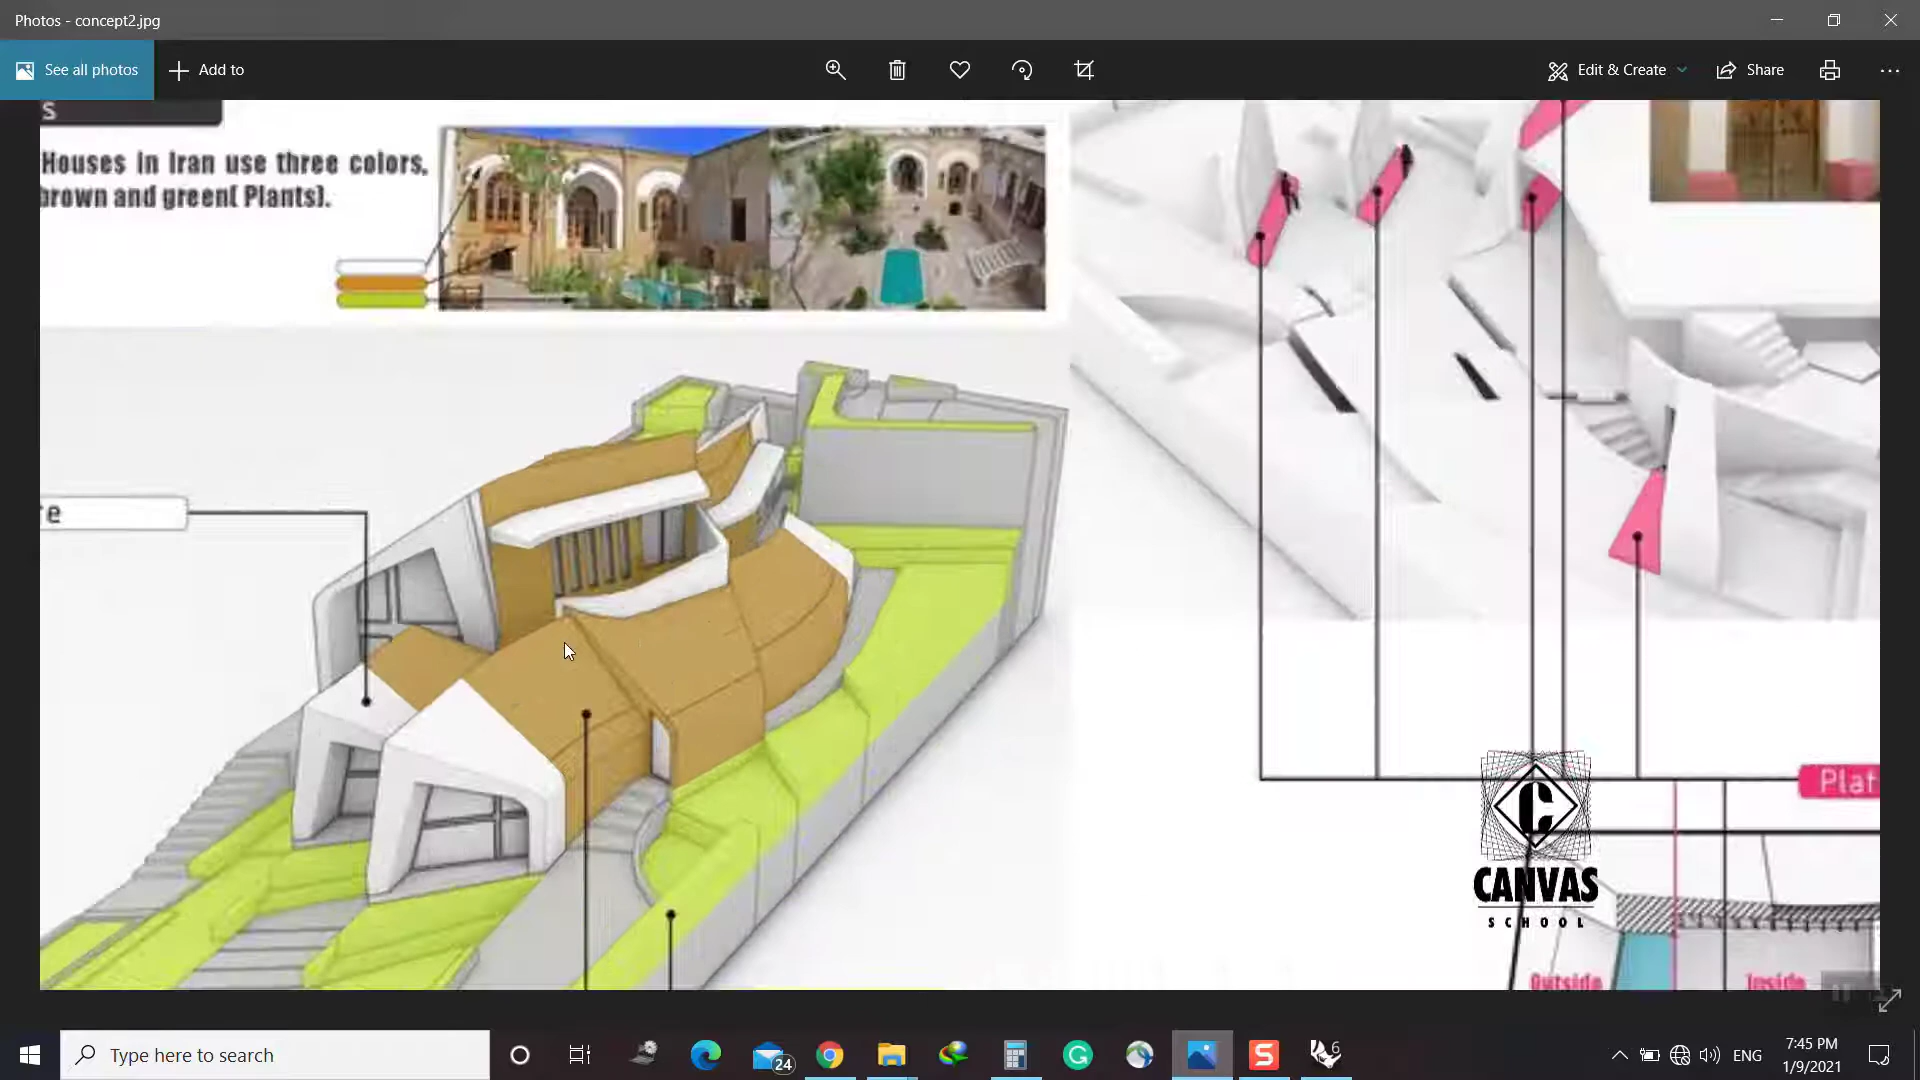 Photos - concept2.jpg
See all photos
Add to
Edit & Create
Share
s
Houses in Iran use three colors,
brown and green( Plants).
e
Plat
C
CANVAS
SCHOOL
Outside
Inside
Type here to search
24
6
ENG
7:45 PM
1/9/2021